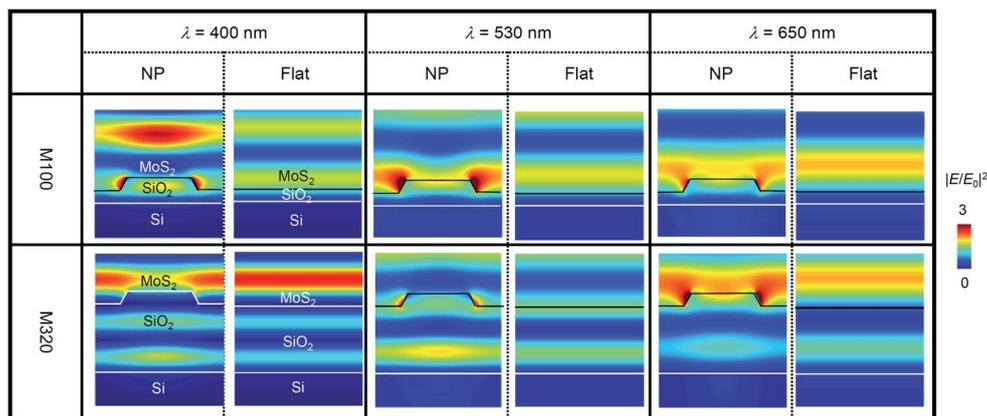 λ = 400 nm λ = 530 nm λ = 650 nm
NP Flat NP Flat NP Flat
M100
MoS₂ MoS₂
SiO₂ SiO₂
Si Si
|E/E₀|²
3
0
M320
MoS₂ MoS₂
SiO₂ SiO₂
Si Si